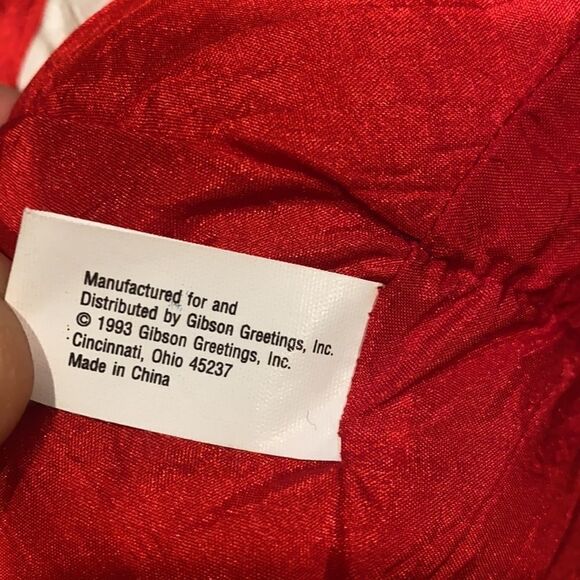 Manufactured for and
Distributed by Gibson Greetings, Inc.
© 1993 Gibson Greetings, Inc.
Cincinnati, Ohio 45237
Made in China